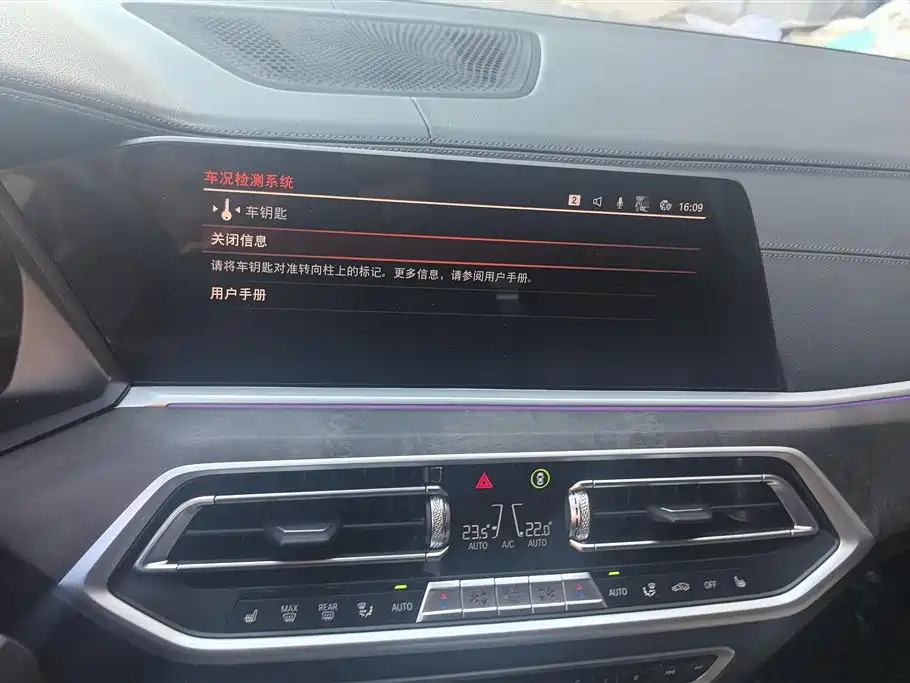 车况检测系统
2 16:09
车钥匙
关闭信息
请将车钥匙对准转向柱上的标记。更多信息，请参阅用户手册。
用户手册
23.5° 22.0°
AUTO A/C AUTO
MAX REAR AUTO AUTO OFF